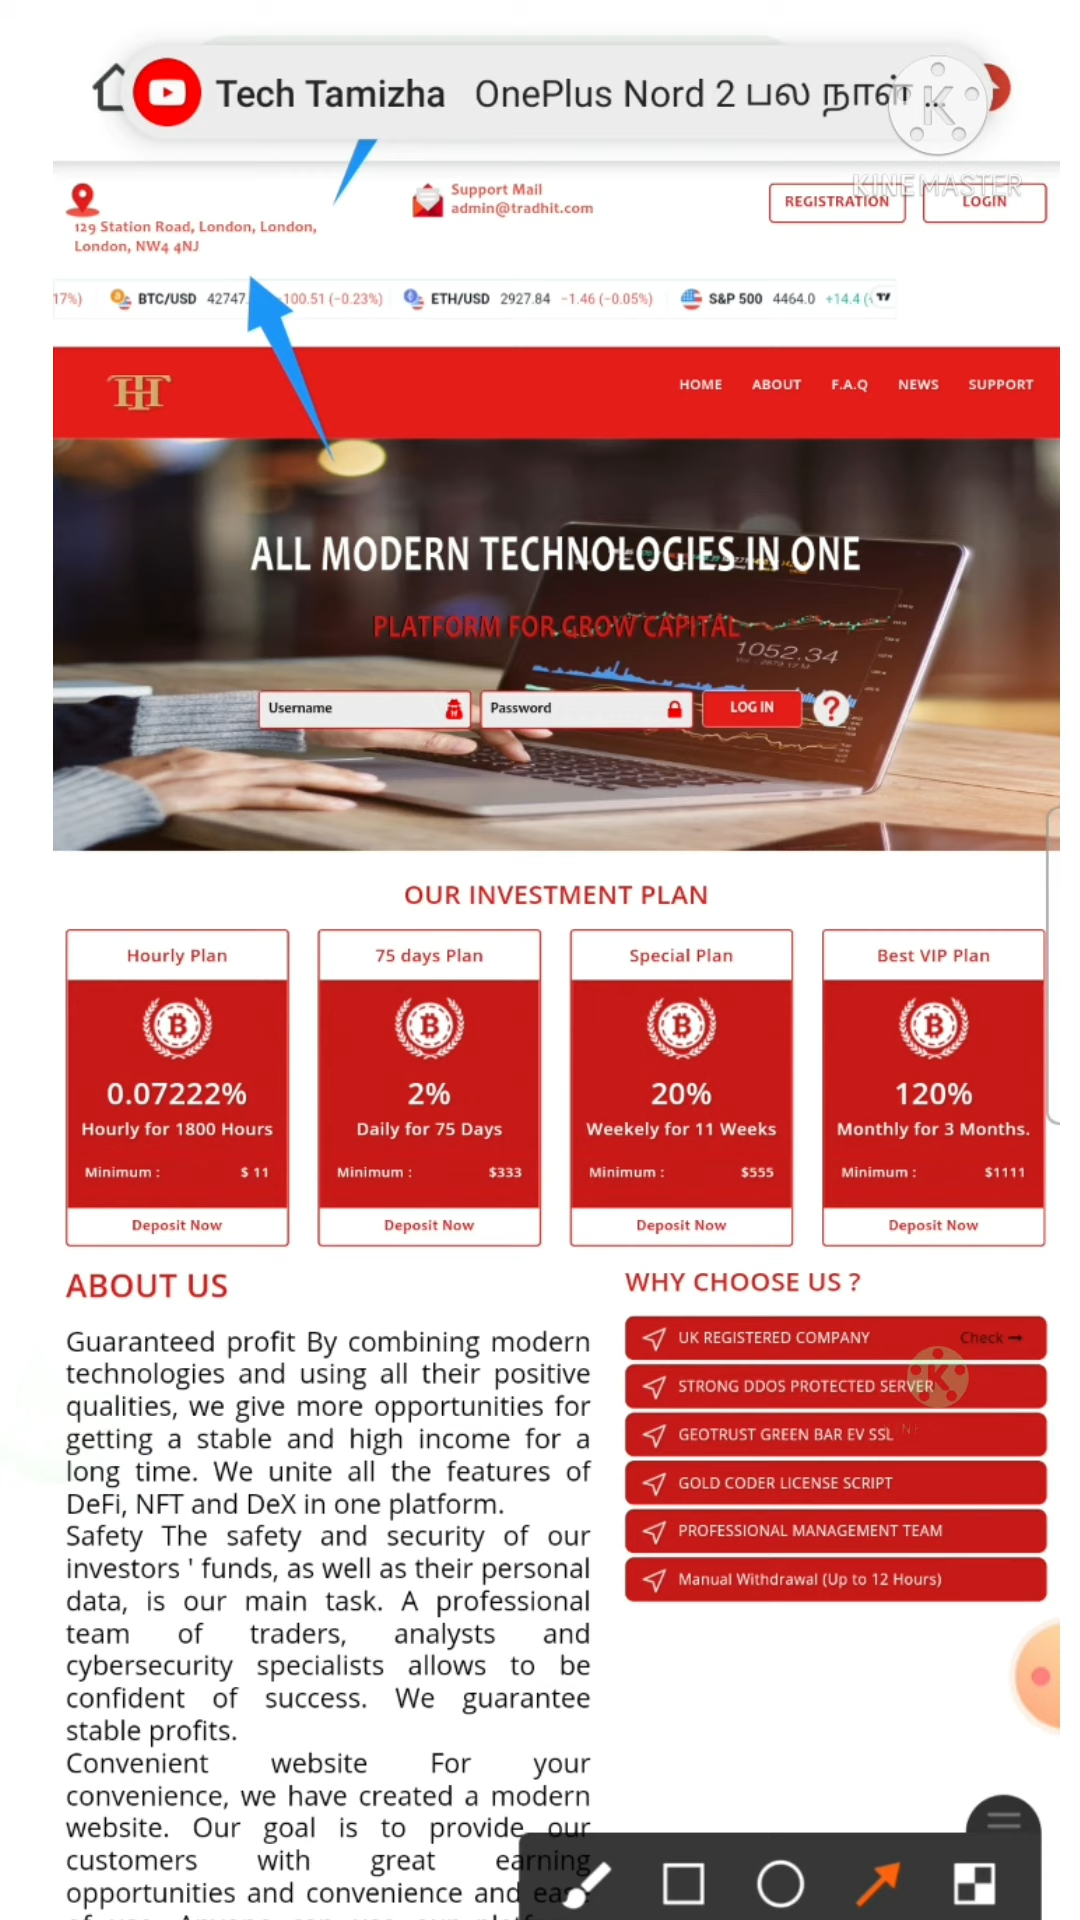 Tech Tamizha OnePlus Nord 2 பல நாள் ...
KINEMASTER
129 Station Road, London, London,
London, NW4 4NJ
Support Mail
admin@tradhit.com
REGISTRATION
LOGIN
17%) BTC/USD 42747. 100.51 (−0.23%) ETH/USD 2927.84 −1.46 (−0.05%) S&P 500 4464.0 +14.4 (
HOME ABOUT F.A.Q NEWS SUPPORT
ALL MODERN TECHNOLOGIES IN ONE
PLATFORM FOR GROW CAPITAL
1052.34
Username Password LOG IN ?
OUR INVESTMENT PLAN
Hourly Plan
0.07222%
Hourly for 1800 Hours
Minimum : $ 11
Deposit Now
75 days Plan
2%
Daily for 75 Days
Minimum : $333
Deposit Now
Special Plan
20%
Weekely for 11 Weeks
Minimum : $555
Deposit Now
Best VIP Plan
120%
Monthly for 3 Months.
Minimum : $1111
Deposit Now
ABOUT US
Guaranteed profit By combining modern
technologies and using all their positive
qualities, we give more opportunities for
getting a stable and high income for a
long time. We unite all the features of
DeFi, NFT and DeX in one platform.
Safety The safety and security of our
investors ' funds, as well as their personal
data, is our main task. A professional
team of traders, analysts and
cybersecurity specialists allows to be
confident of success. We guarantee
stable profits.
Convenient website For your
convenience, we have created a modern
website. Our goal is to provide our
customers with great earning
opportunities and convenience and ease
WHY CHOOSE US ?
UK REGISTERED COMPANY Check
STRONG DDOS PROTECTED SERVER
GEOTRUST GREEN BAR EV SSL
GOLD CODER LICENSE SCRIPT
PROFESSIONAL MANAGEMENT TEAM
Manual Withdrawal (Up to 12 Hours)